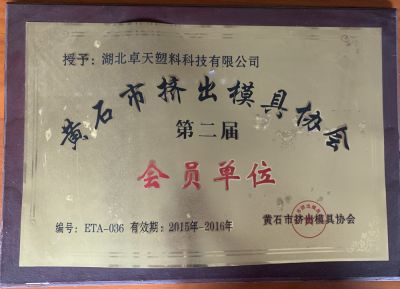 授予：湖北卓天塑料科技有限公司
黄石市挤出模具协会
第二届
会员单位
编号：ETA-036 有效期：2015年-2016年
黄石市挤出模具协会